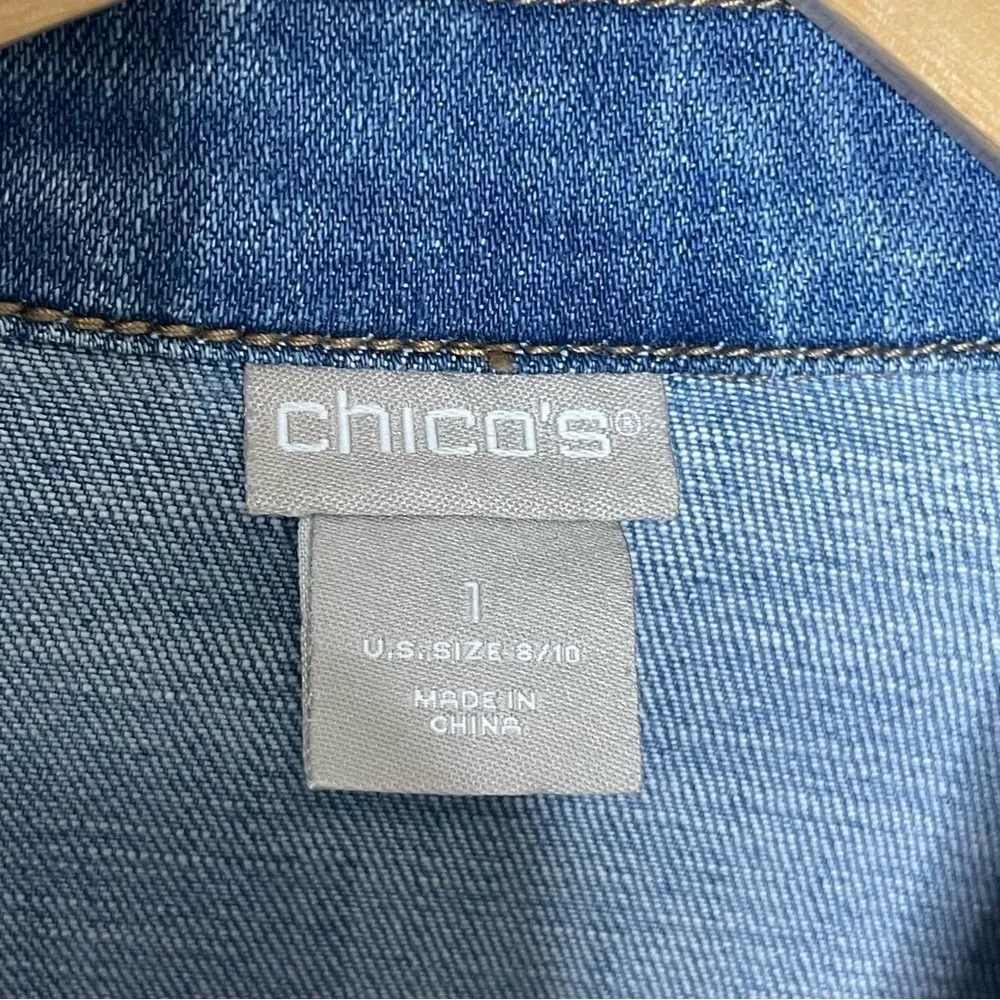 chico's®
1
U.S. SIZE 8/10
MADE IN
CHINA